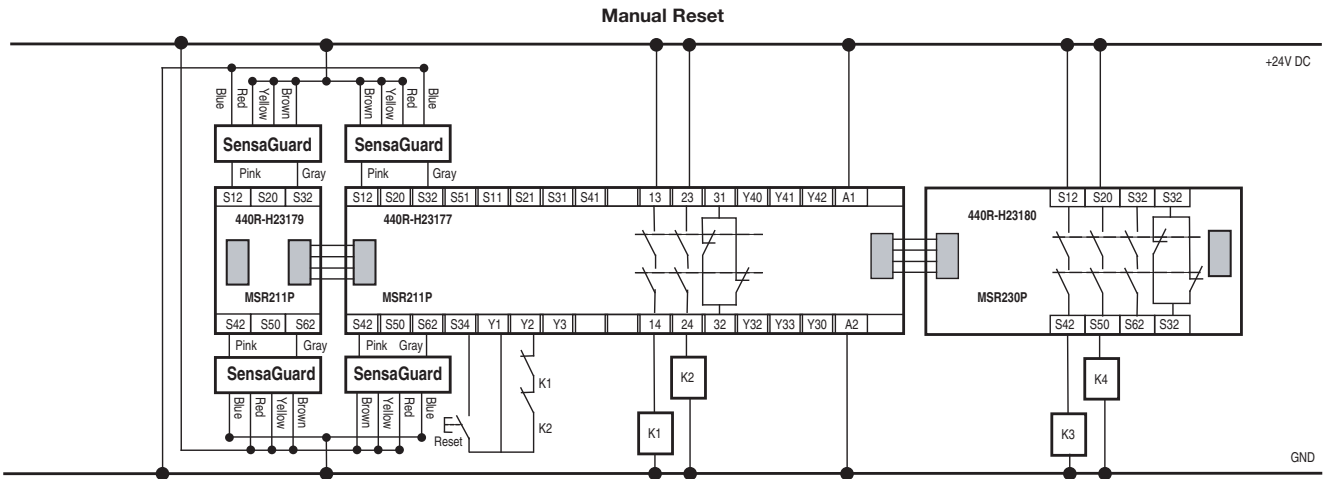 Manual Reset
+24V DC
Blue Red Yellow Brown Brown Yellow Red Blue
SensaGuard SensaGuard
Pink Gray Pink Gray
S12 S20 S32 S12 S20 S32 S51 S11 S21 S31 S41 13 23 31 Y40 Y41 Y42 A1 S12 S20 S32 S32
440R-H23179 440R-H23177 440R-H23180
MSR211P MSR211P MSR230P
S42 S50 S62 S42 S50 S62 S34 Y1 Y2 Y3 14 24 32 Y32 Y33 Y30 A2 S42 S50 S62 S32
Pink Gray Pink Gray
SensaGuard SensaGuard K1 K2 K4
Blue Red Yellow Brown Brown Yellow Red Blue
Reset K2 K1 K3
GND